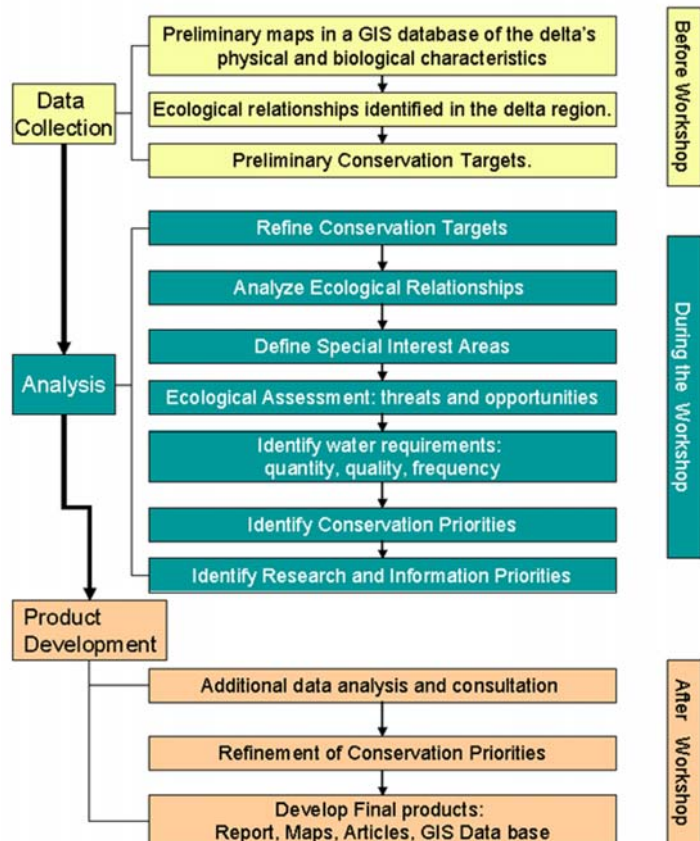 Preliminary maps in a GIS database of the delta's
physical and biological characteristics
Data
Collection
Ecological relationships identified in the delta region.
Preliminary Conservation Targets.
Before Workshop
Refine Conservation Targets
Analyze Ecological Relationships
Define Special Interest Areas
Analysis
Ecological Assessment: threats and opportunities
Identify water requirements:
quantity, quality, frequency
Identify Conservation Priorities
Identify Research and Information Priorities
During the Workshop
Product
Development
Additional data analysis and consultation
Refinement of Conservation Priorities
Develop Final products:
Report, Maps, Articles, GIS Data base
After Workshop